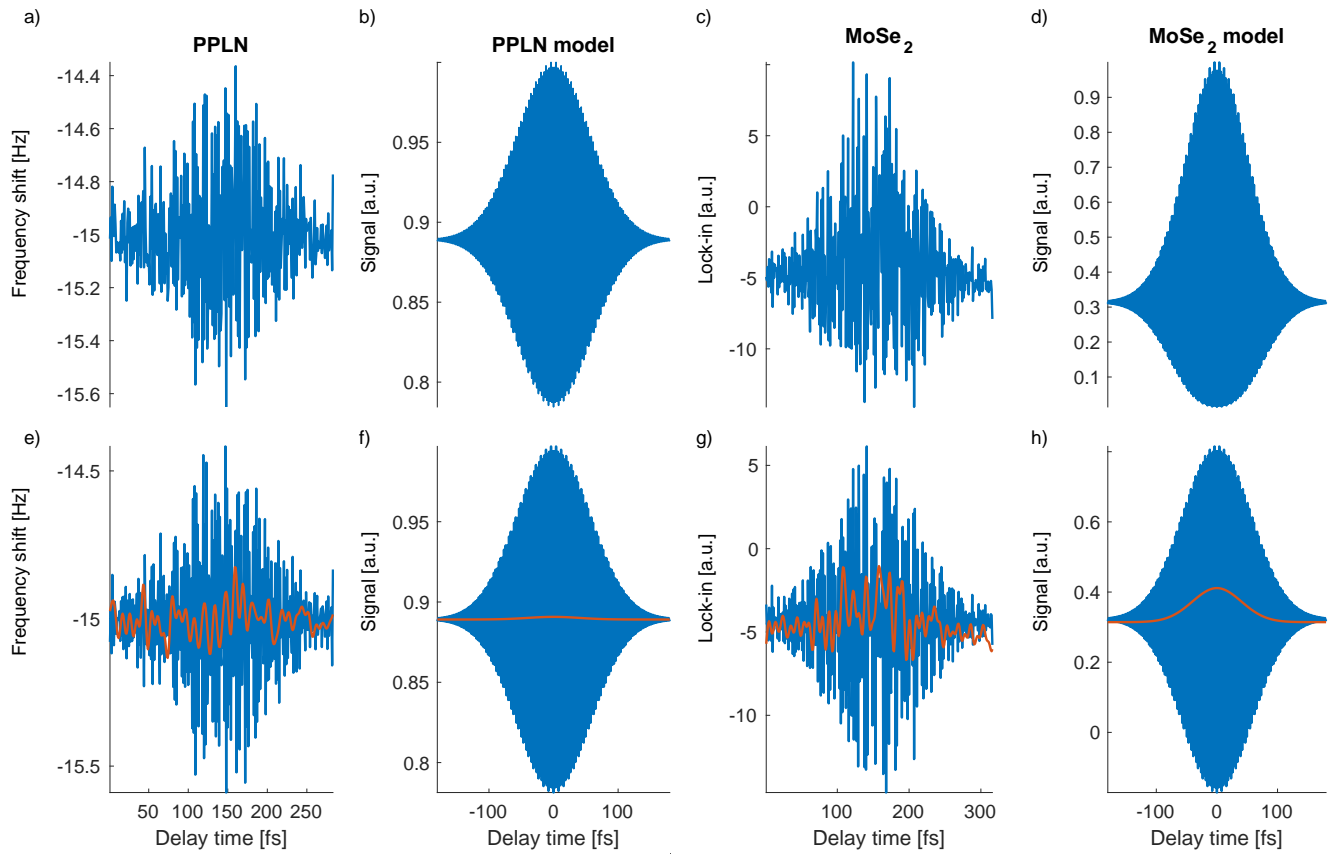 a)
PPLN
Frequency shift [Hz]
-14.4
-14.6
-14.8
-15
-15.2
-15.4
-15.6
b)
PPLN model
Signal [a.u.]
0.95
0.9
0.85
0.8
c)
MoSe2
Lock-in [a.u.]
5
0
-5
-10
d)
MoSe2 model
Signal [a.u.]
0.9
0.8
0.7
0.6
0.5
0.4
0.3
0.2
0.1
e)
Frequency shift [Hz]
-14.5
-15
-15.5
50 100 150 200 250
Delay time [fs]
f)
Signal [a.u.]
0.95
0.9
0.85
0.8
-100 0 100
Delay time [fs]
g)
Lock-in [a.u.]
5
0
-5
-10
100 200 300
Delay time [fs]
h)
Signal [a.u.]
0.8
0.6
0.4
0.2
0
-100 0 100
Delay time [fs]